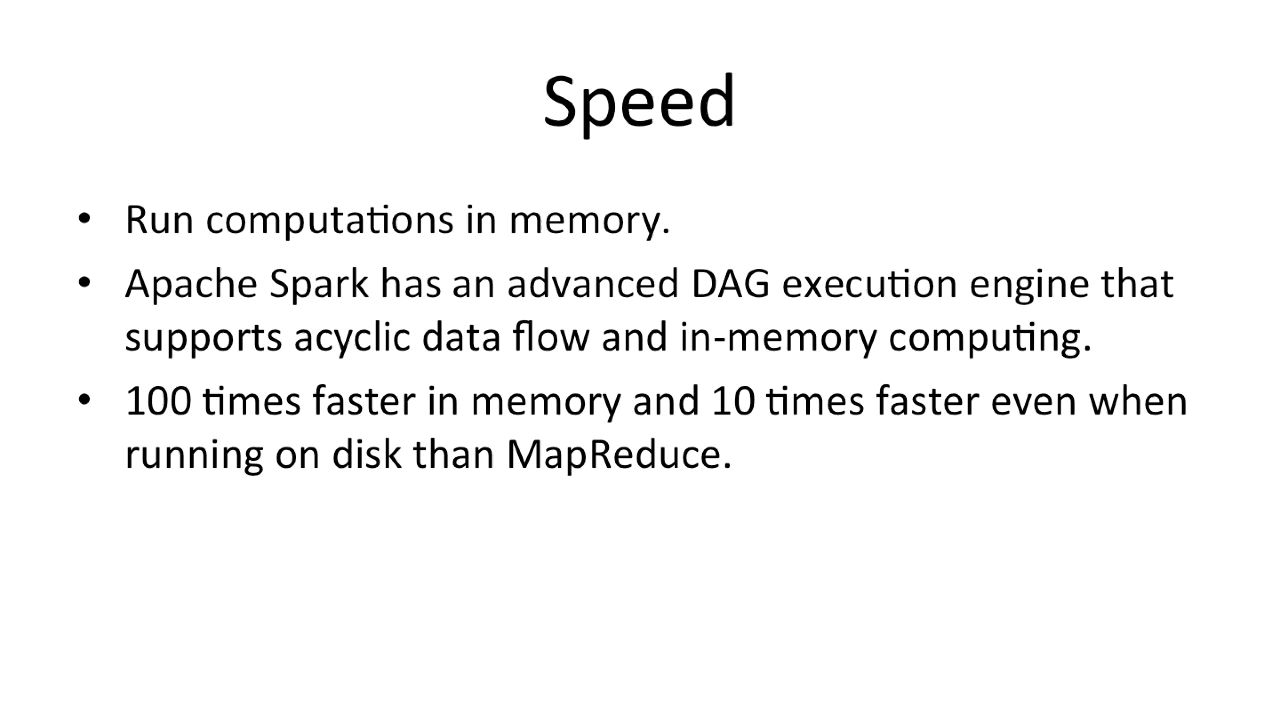 Speed
• Run computations in memory.
• Apache Spark has an advanced DAG execution engine that
supports acyclic data flow and in-memory computing.
• 100 times faster in memory and 10 times faster even when
running on disk than MapReduce.